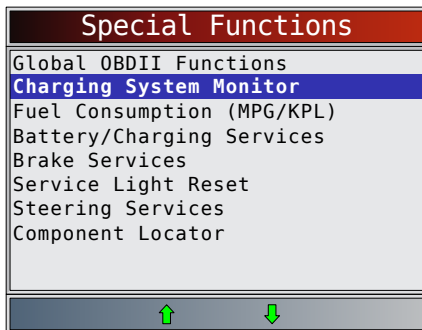 Special Functions
Global OBDII Functions
Charging System Monitor
Fuel Consumption (MPG/KPL)
Battery/Charging Services
Brake Services
Service Light Reset
Steering Services
Component Locator